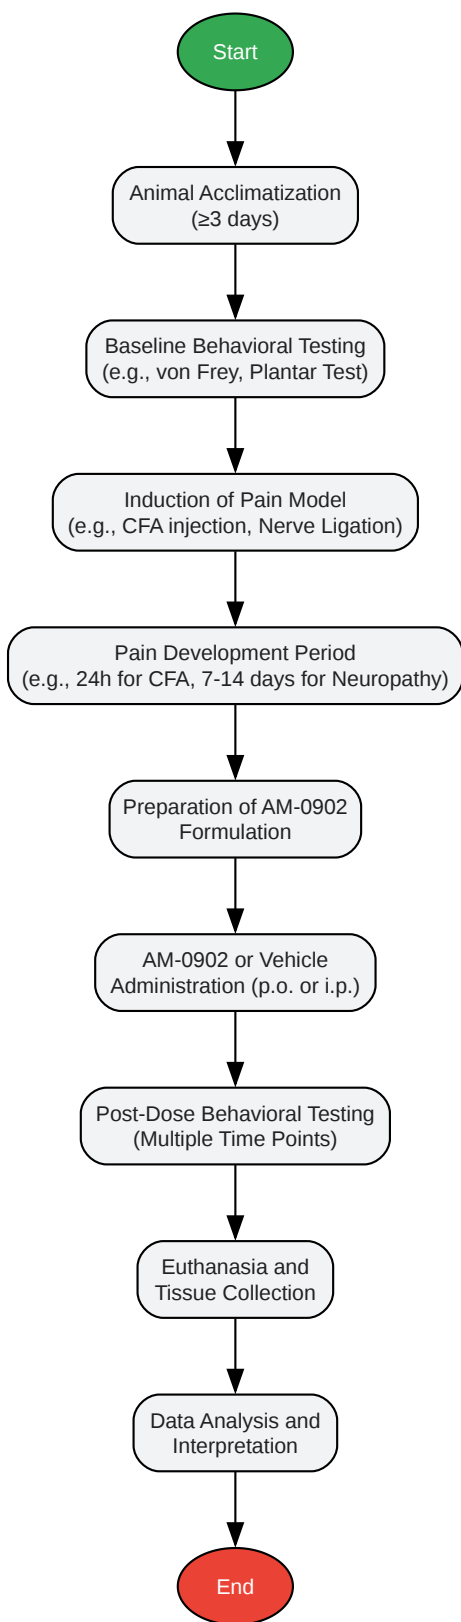 Start
Animal Acclimatization
(≥3 days)
Baseline Behavioral Testing
(e.g., von Frey, Plantar Test)
Induction of Pain Model
(e.g., CFA injection, Nerve Ligation)
Pain Development Period
(e.g., 24h for CFA, 7-14 days for Neuropathy)
Preparation of AM-0902
Formulation
AM-0902 or Vehicle
Administration (p.o. or i.p.)
Post-Dose Behavioral Testing
(Multiple Time Points)
Euthanasia and
Tissue Collection
Data Analysis and
Interpretation
End